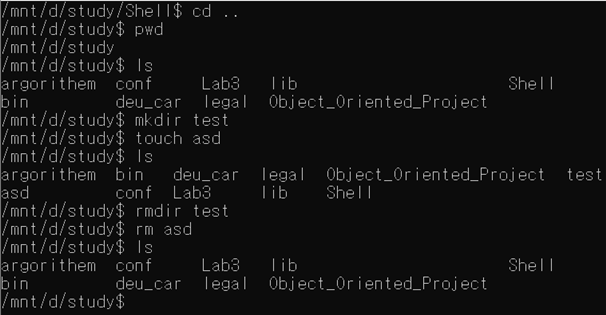 /mnt/d/study/Shell$ cd ..
/mnt/d/study$ pwd
/mnt/d/study
/mnt/d/study$ ls
argorithem  conf     Lab3   lib                      Shell
bin         deu_car  legal  Object_Oriented_Project
/mnt/d/study$ mkdir test
/mnt/d/study$ touch asd
/mnt/d/study$ ls
argorithem  bin   deu_car  legal  Object_Oriented_Project  test
asd         conf  Lab3     lib    Shell
/mnt/d/study$ rmdir test
/mnt/d/study$ rm asd
/mnt/d/study$ ls
argorithem  conf     Lab3   lib                      Shell
bin         deu_car  legal  Object_Oriented_Project
/mnt/d/study$